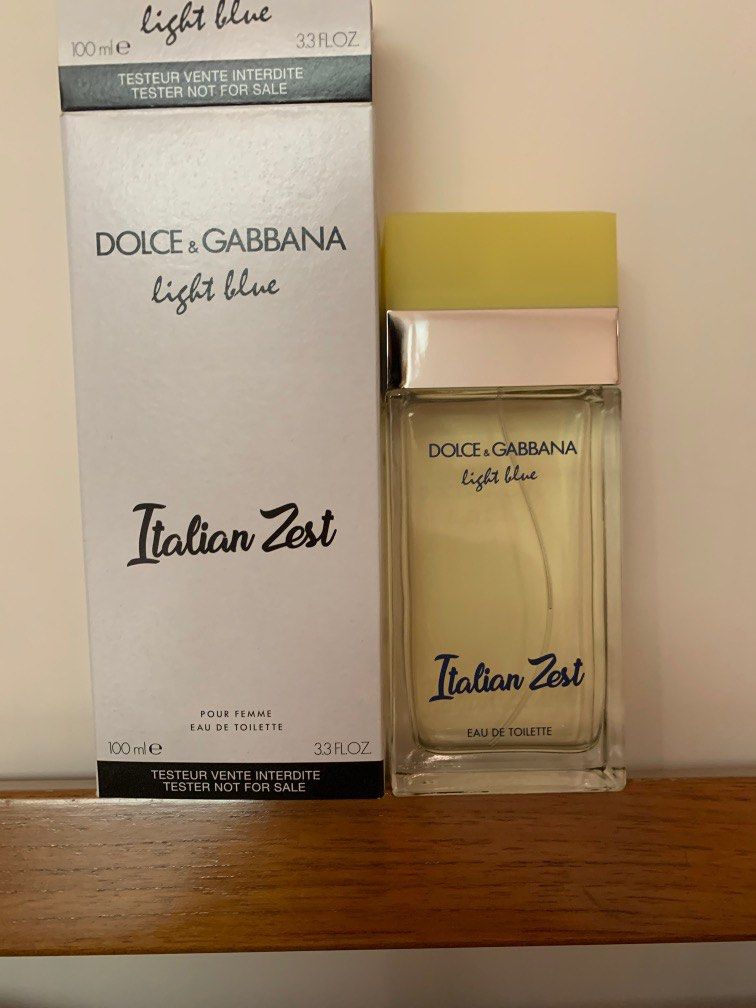 light blue
100 ml e 3.3 FL.OZ.
TESTEUR VENTE INTERDITE
TESTER NOT FOR SALE
DOLCE & GABBANA
light blue
Italian Zest
POUR FEMME
EAU DE TOILETTE
100 ml e 3.3 FL.OZ.
TESTEUR VENTE INTERDITE
TESTER NOT FOR SALE
DOLCE & GABBANA
light blue
Italian Zest
EAU DE TOILETTE